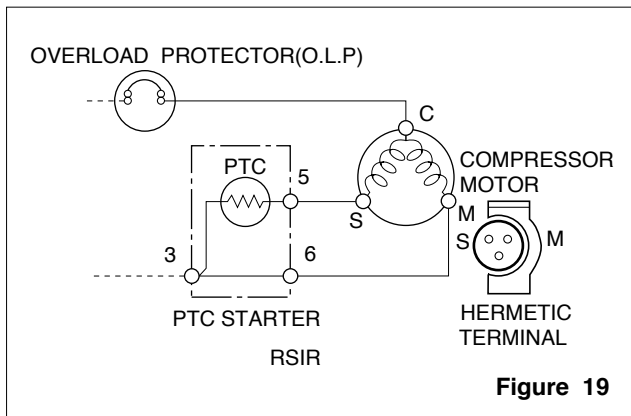 OVERLOAD PROTECTOR(O.L.P)
C
PTC
5
COMPRESSOR
MOTOR
S
M
S
M
3
6
PTC STARTER
HERMETIC
TERMINAL
RSIR
Figure 19